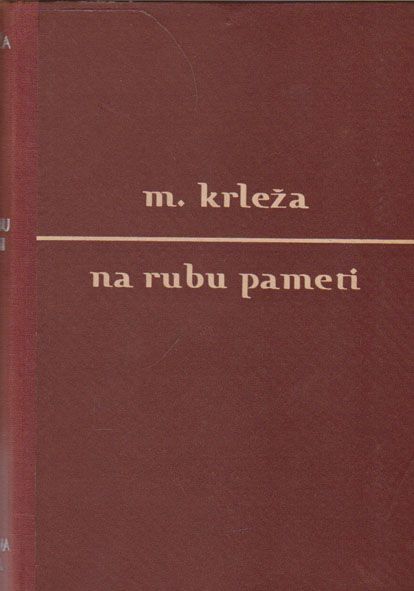 m. krleža
na rubu pameti